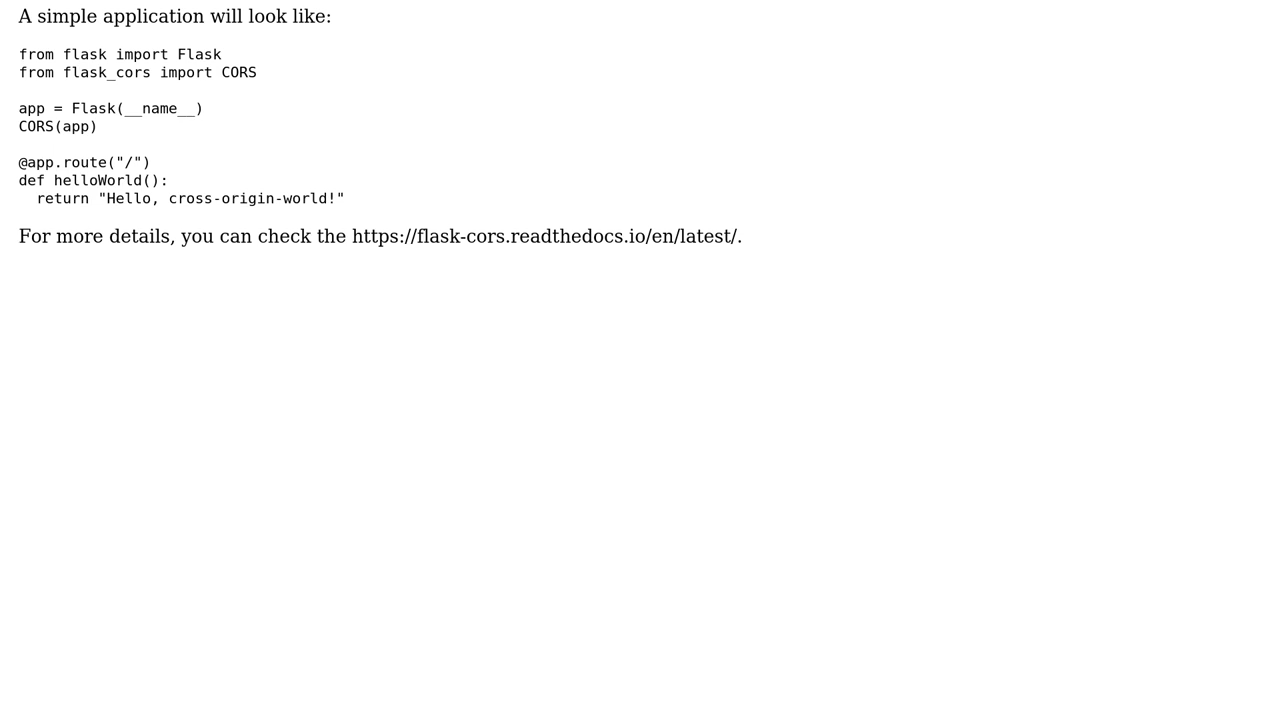 A simple application will look like:
from flask import Flask
from flask_cors import CORS
app = Flask(__name__)
CORS(app)
@app.route("/")
def helloWorld():
  return "Hello, cross-origin-world!"
For more details, you can check the https://flask-cors.readthedocs.io/en/latest/.